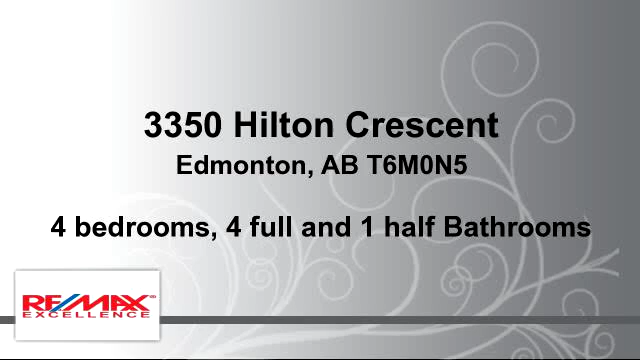 3350 Hilton Crescent
Edmonton, AB T6M0N5
4 bedrooms, 4 full and 1 half Bathrooms
RE/MAX
EXCELLENCE